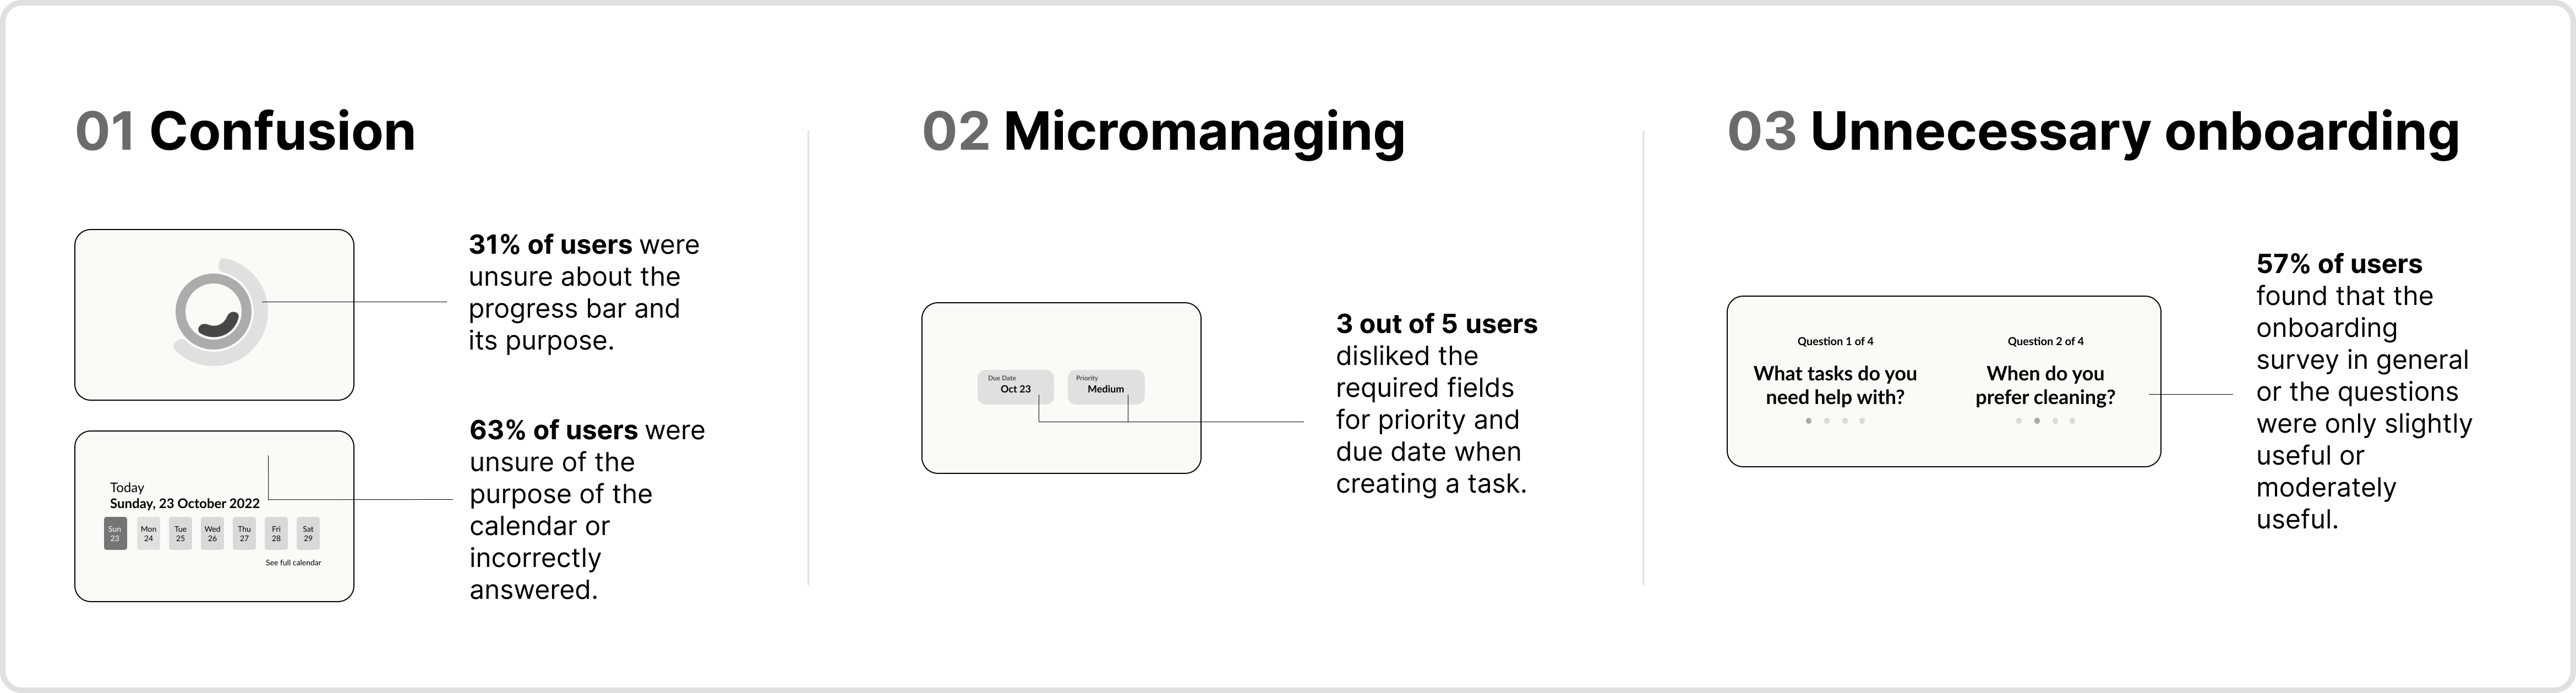 01 Confusion
31% of users were
unsure about the
progress bar and
its purpose.
Today
Sunday, 23 October 2022
Sun Mon Tue Wed Thu Fri Sat
23 24 25 26 27 28 29
See full calendar
63% of users were
unsure of the
purpose of the
calendar or
incorrectly
answered.
02 Micromanaging
Due Date
Oct 23
Priority
Medium
3 out of 5 users
disliked the
required fields
for priority and
due date when
creating a task.
03 Unnecessary onboarding
Question 1 of 4
What tasks do you
need help with?
Question 2 of 4
When do you
prefer cleaning?
57% of users
found that the
onboarding
survey in general
or the questions
were only slightly
useful or
moderately
useful.